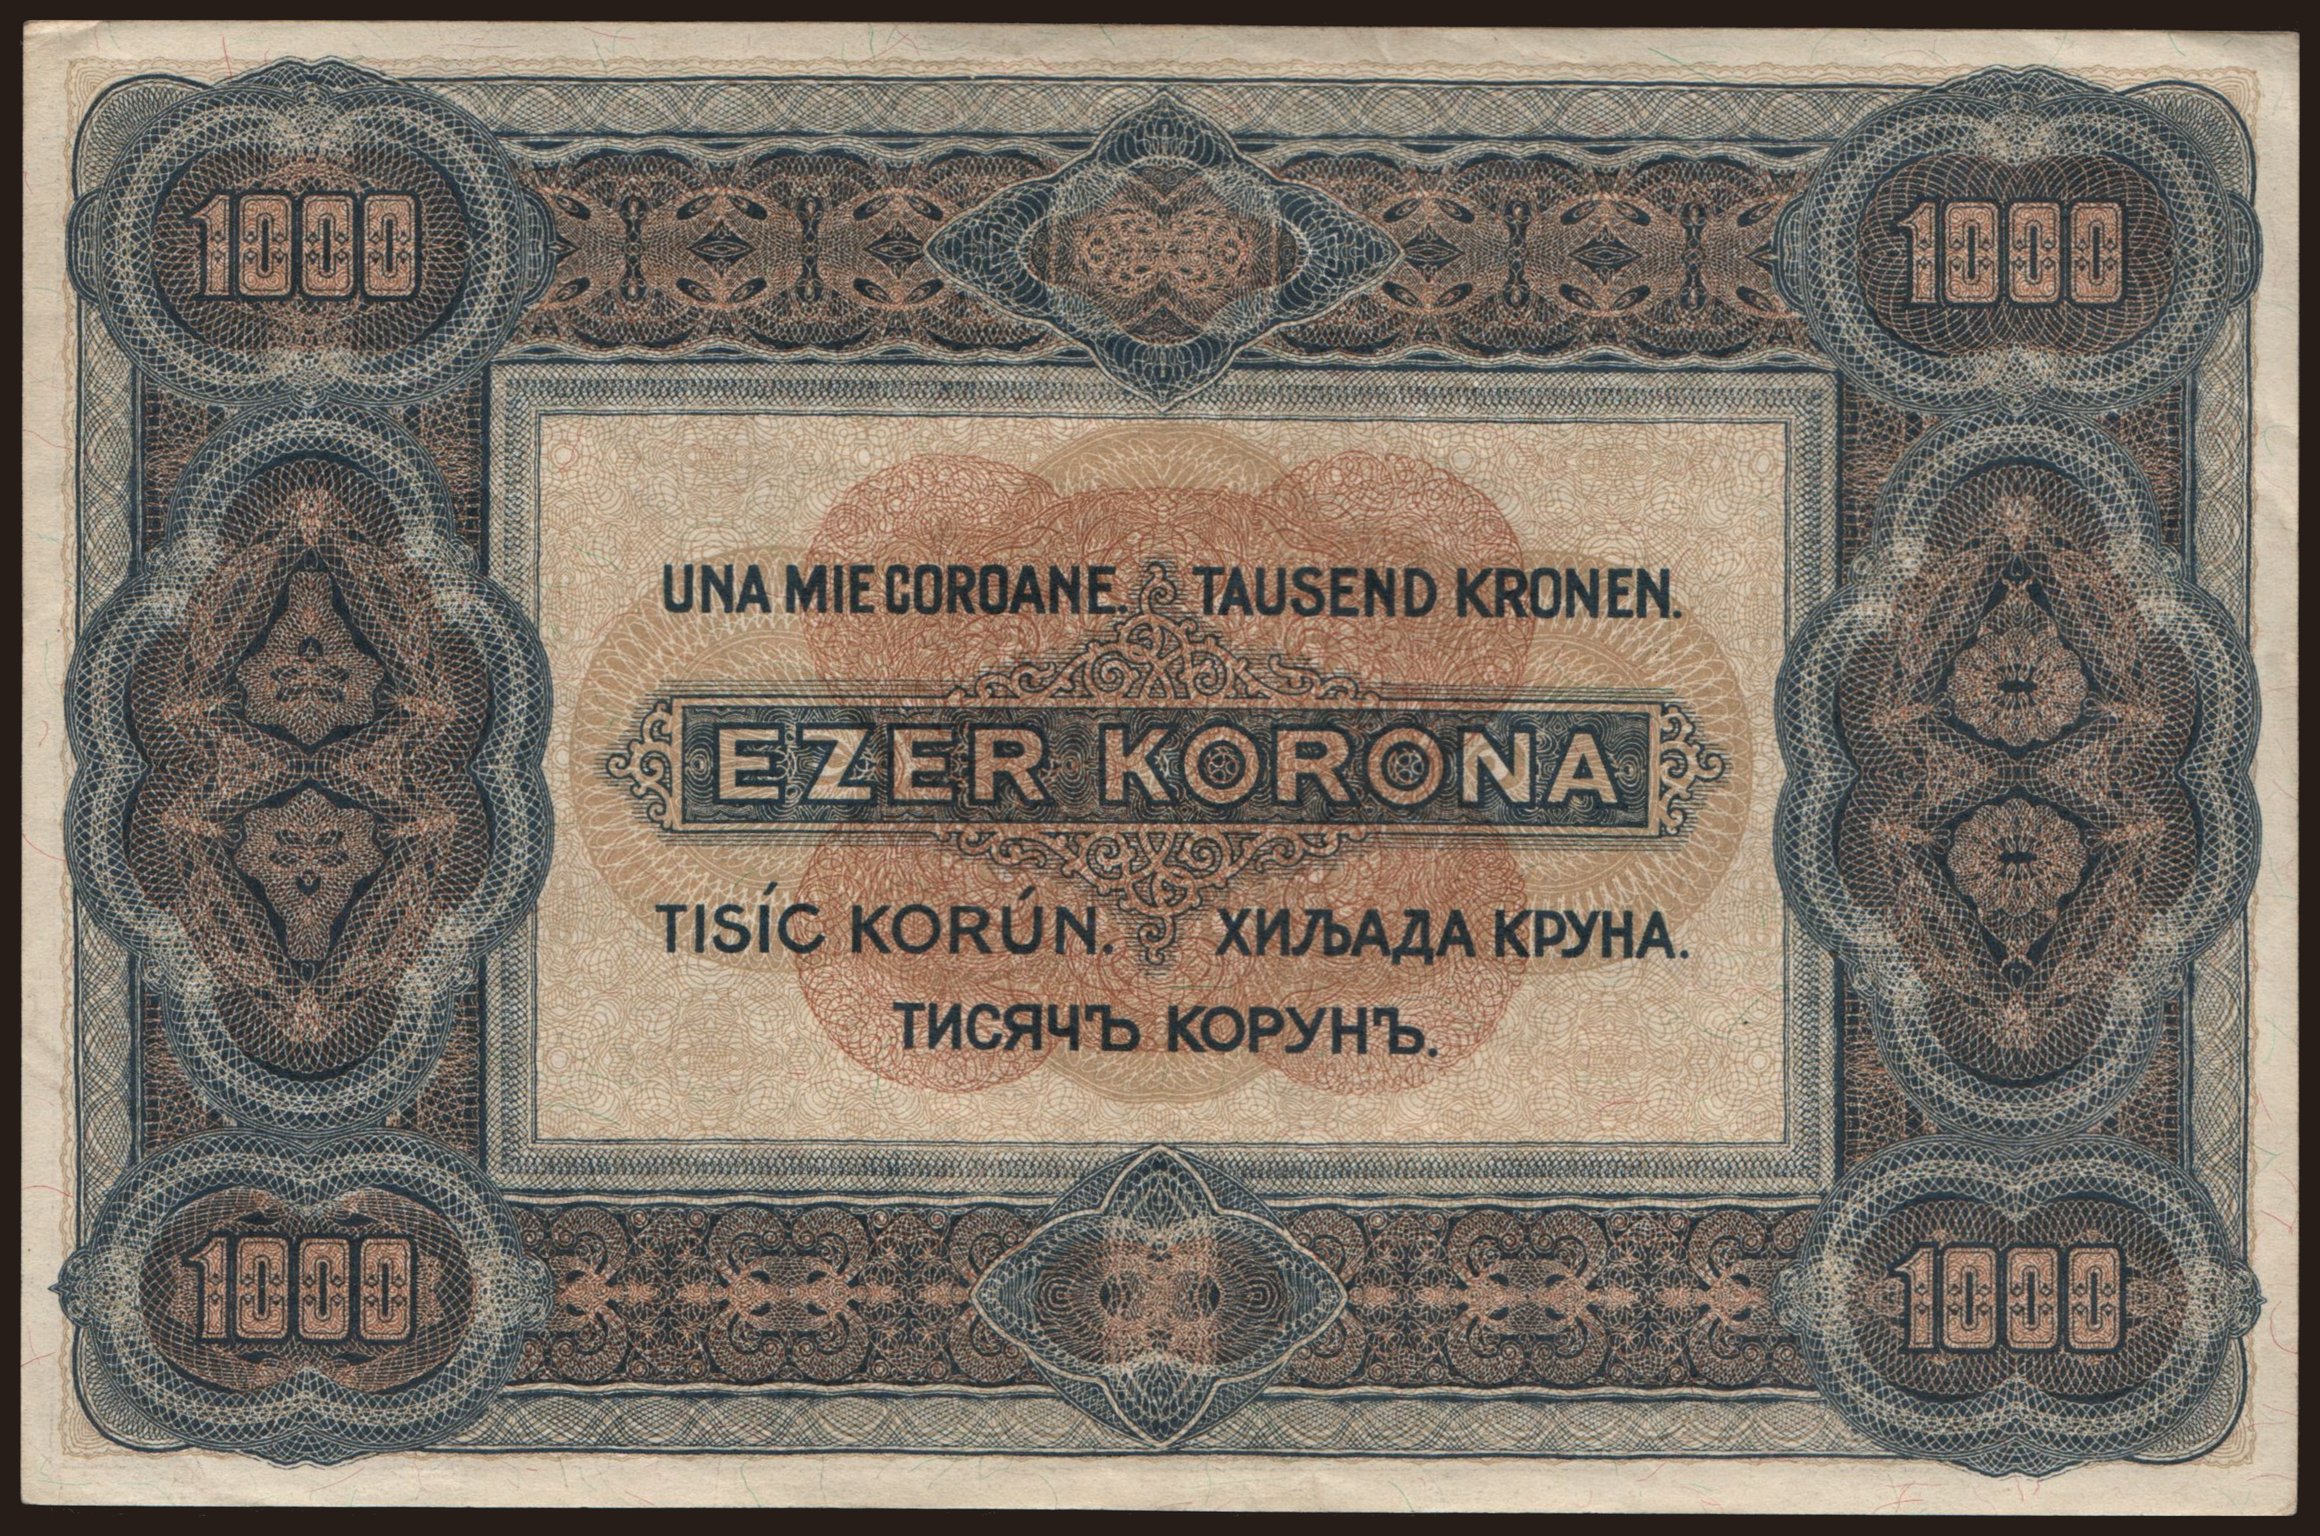 1000 1000
UNA MIE COROANE. TAUSEND KRONEN.
EZER KORONA
TISÍC KORÚN. ХИЉАДА КРУНА.
ТИСЯЧЪ КОРУНЪ.
1000 1000